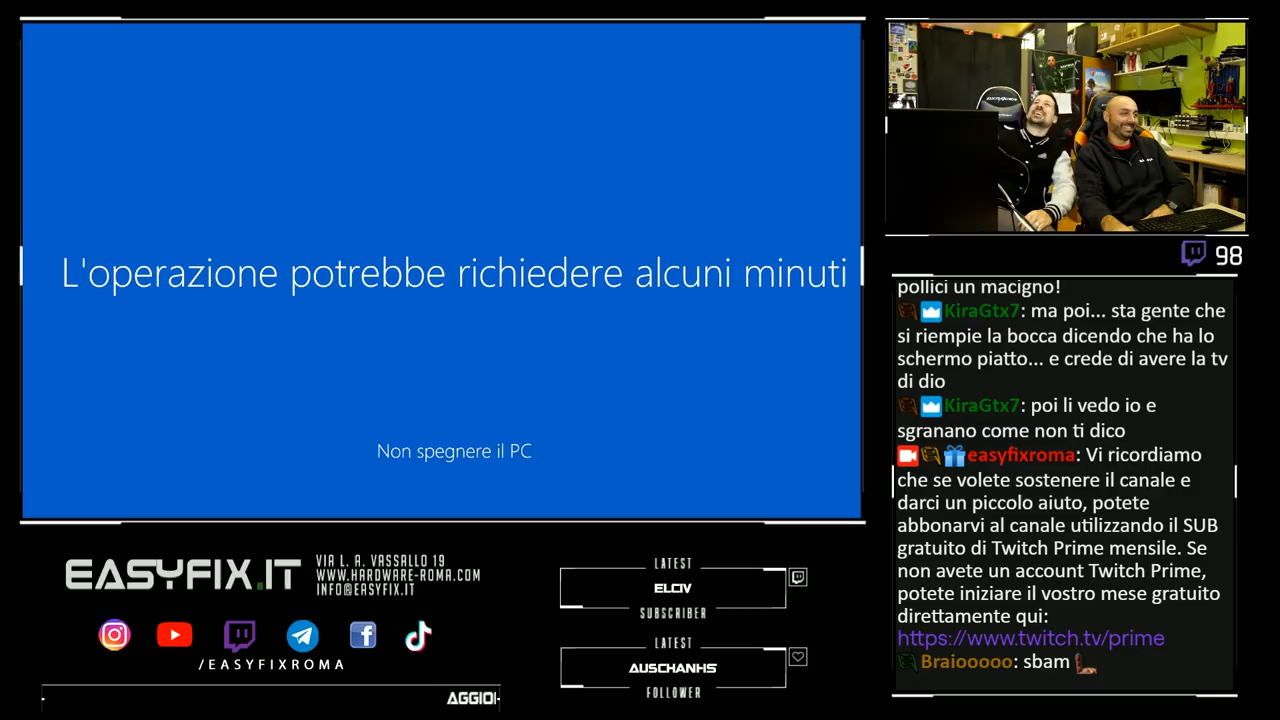 L'operazione potrebbe richiedere alcuni minuti
Non spegnere il PC
98
pollici un macigno!
KiraGtx7: ma poi... sta gente che
si riempie la bocca dicendo che ha lo
schermo piatto... e crede di avere la tv
di dio
KiraGtx7: poi li vedo io e
sgranano come non ti dico
easyfixroma: Vi ricordiamo
che se volete sostenere il canale e
darci un piccolo aiuto, potete
abbonarvi al canale utilizzando il SUB
gratuito di Twitch Prime mensile. Se
non avete un account Twitch Prime,
potete iniziare il vostro mese gratuito
direttamente qui:
https://www.twitch.tv/prime
Braiooooo: sbam
EASYFIX.IT
VIA L. A. VASSALLO 19
WWW.HARDWARE-ROMA.COM
INFO@EASYFIX.IT
/EASYFIXROMA
AGGIO
LATEST
ELCIV
SUBSCRIBER
LATEST
AUSCHANHS
FOLLOWER